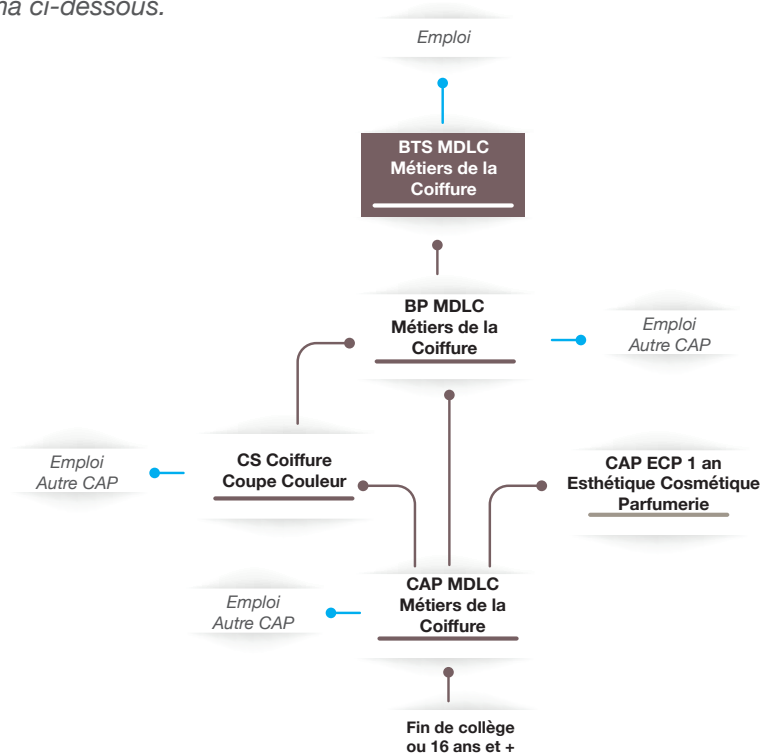 ci-dessous.
Emploi
BTS MDLC
Métiers de la
Coiffure
BP MDLC
Métiers de la
Coiffure
Emploi
Autre CAP
Emploi
Autre CAP
CS Coiffure
Coupe Couleur
CAP ECP 1 an
Esthétique Cosmétique
Parfumerie
Emploi
Autre CAP
CAP MDLC
Métiers de la
Coiffure
Fin de collège
ou 16 ans et +